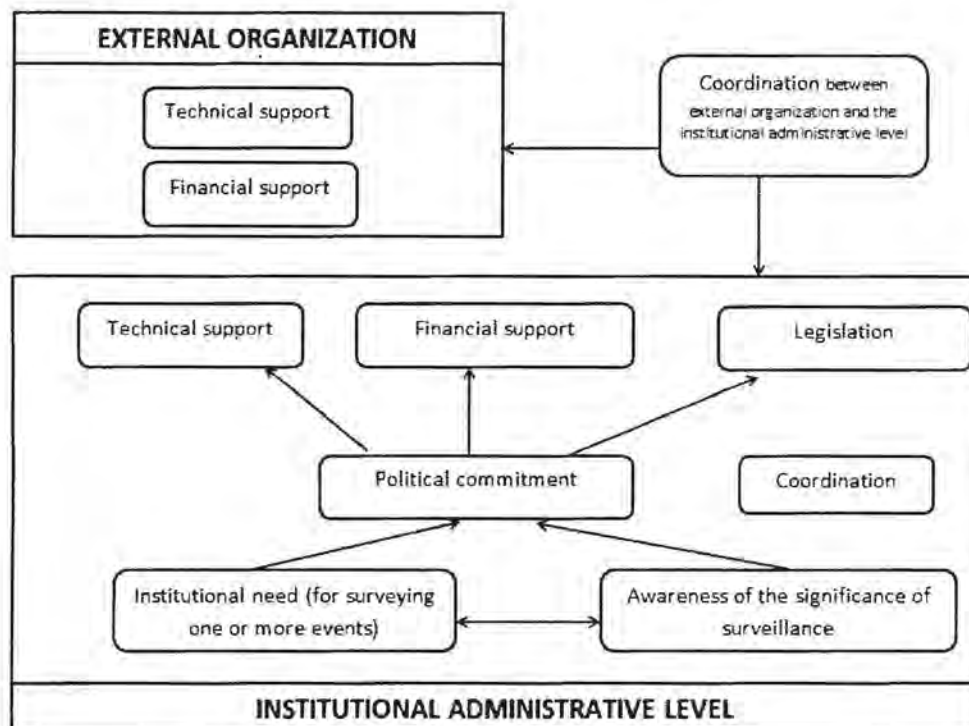 EXTERNAL ORGANIZATION
Technical support
Financial support
Coordination between
external organization and the
institutional administrative level
Technical support
Financial support
Legislation
Political commitment
Coordination
Institutional need (for surveying
one or more events)
Awareness of the significance of
surveillance
INSTITUTIONAL ADMINISTRATIVE LEVEL